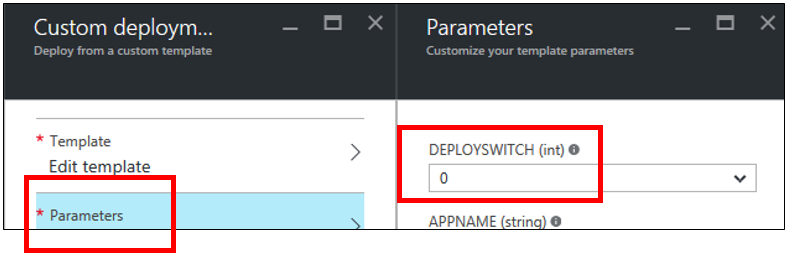 Custom deploym...
Deploy from a custom template
* Template
Edit template
* Parameters
Parameters
Customize your template parameters
DEPLOYSWITCH (int)
0
APPNAME (string)